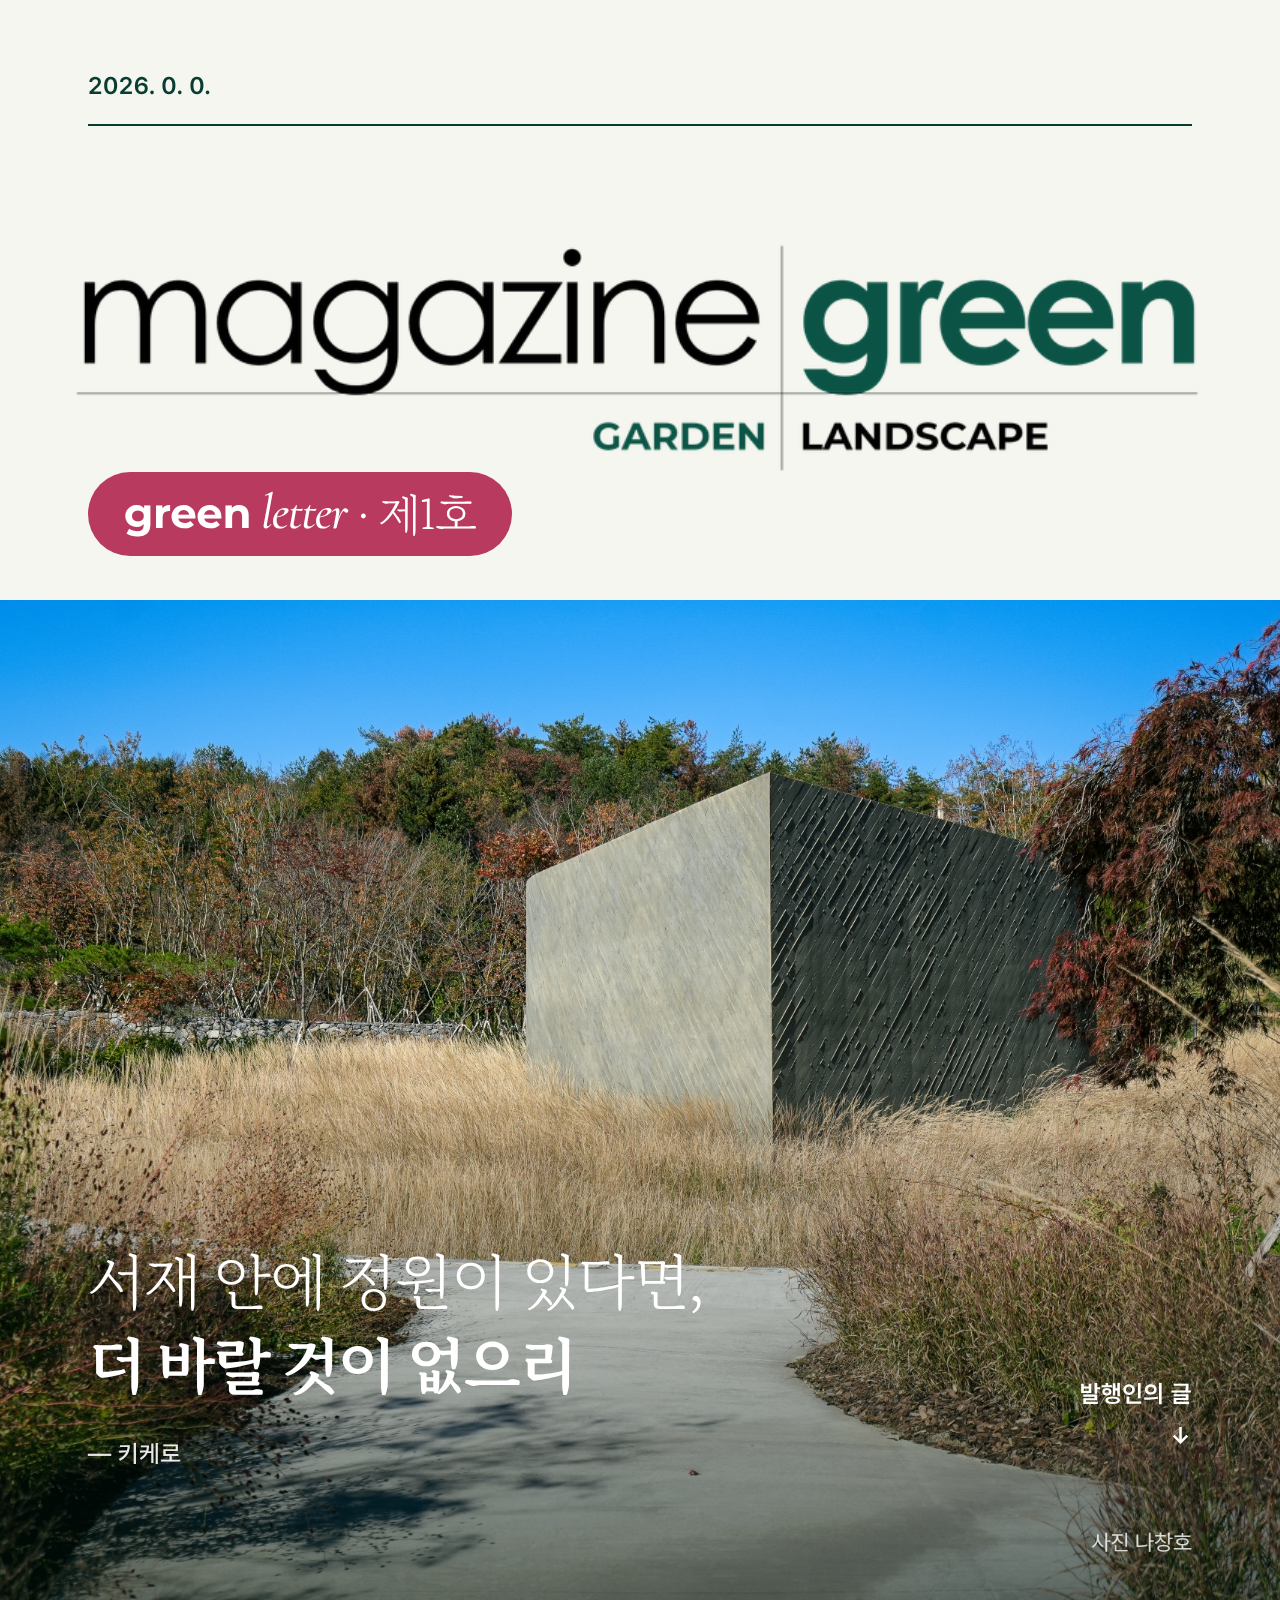 2026. 0. 0.
magazine green
GARDEN LANDSCAPE
green letter · 제1호
서재 안에 정원이 있다면,
더 바랄 것이 없으리
— 키케로
발행인의 글
↓
사진 나창호